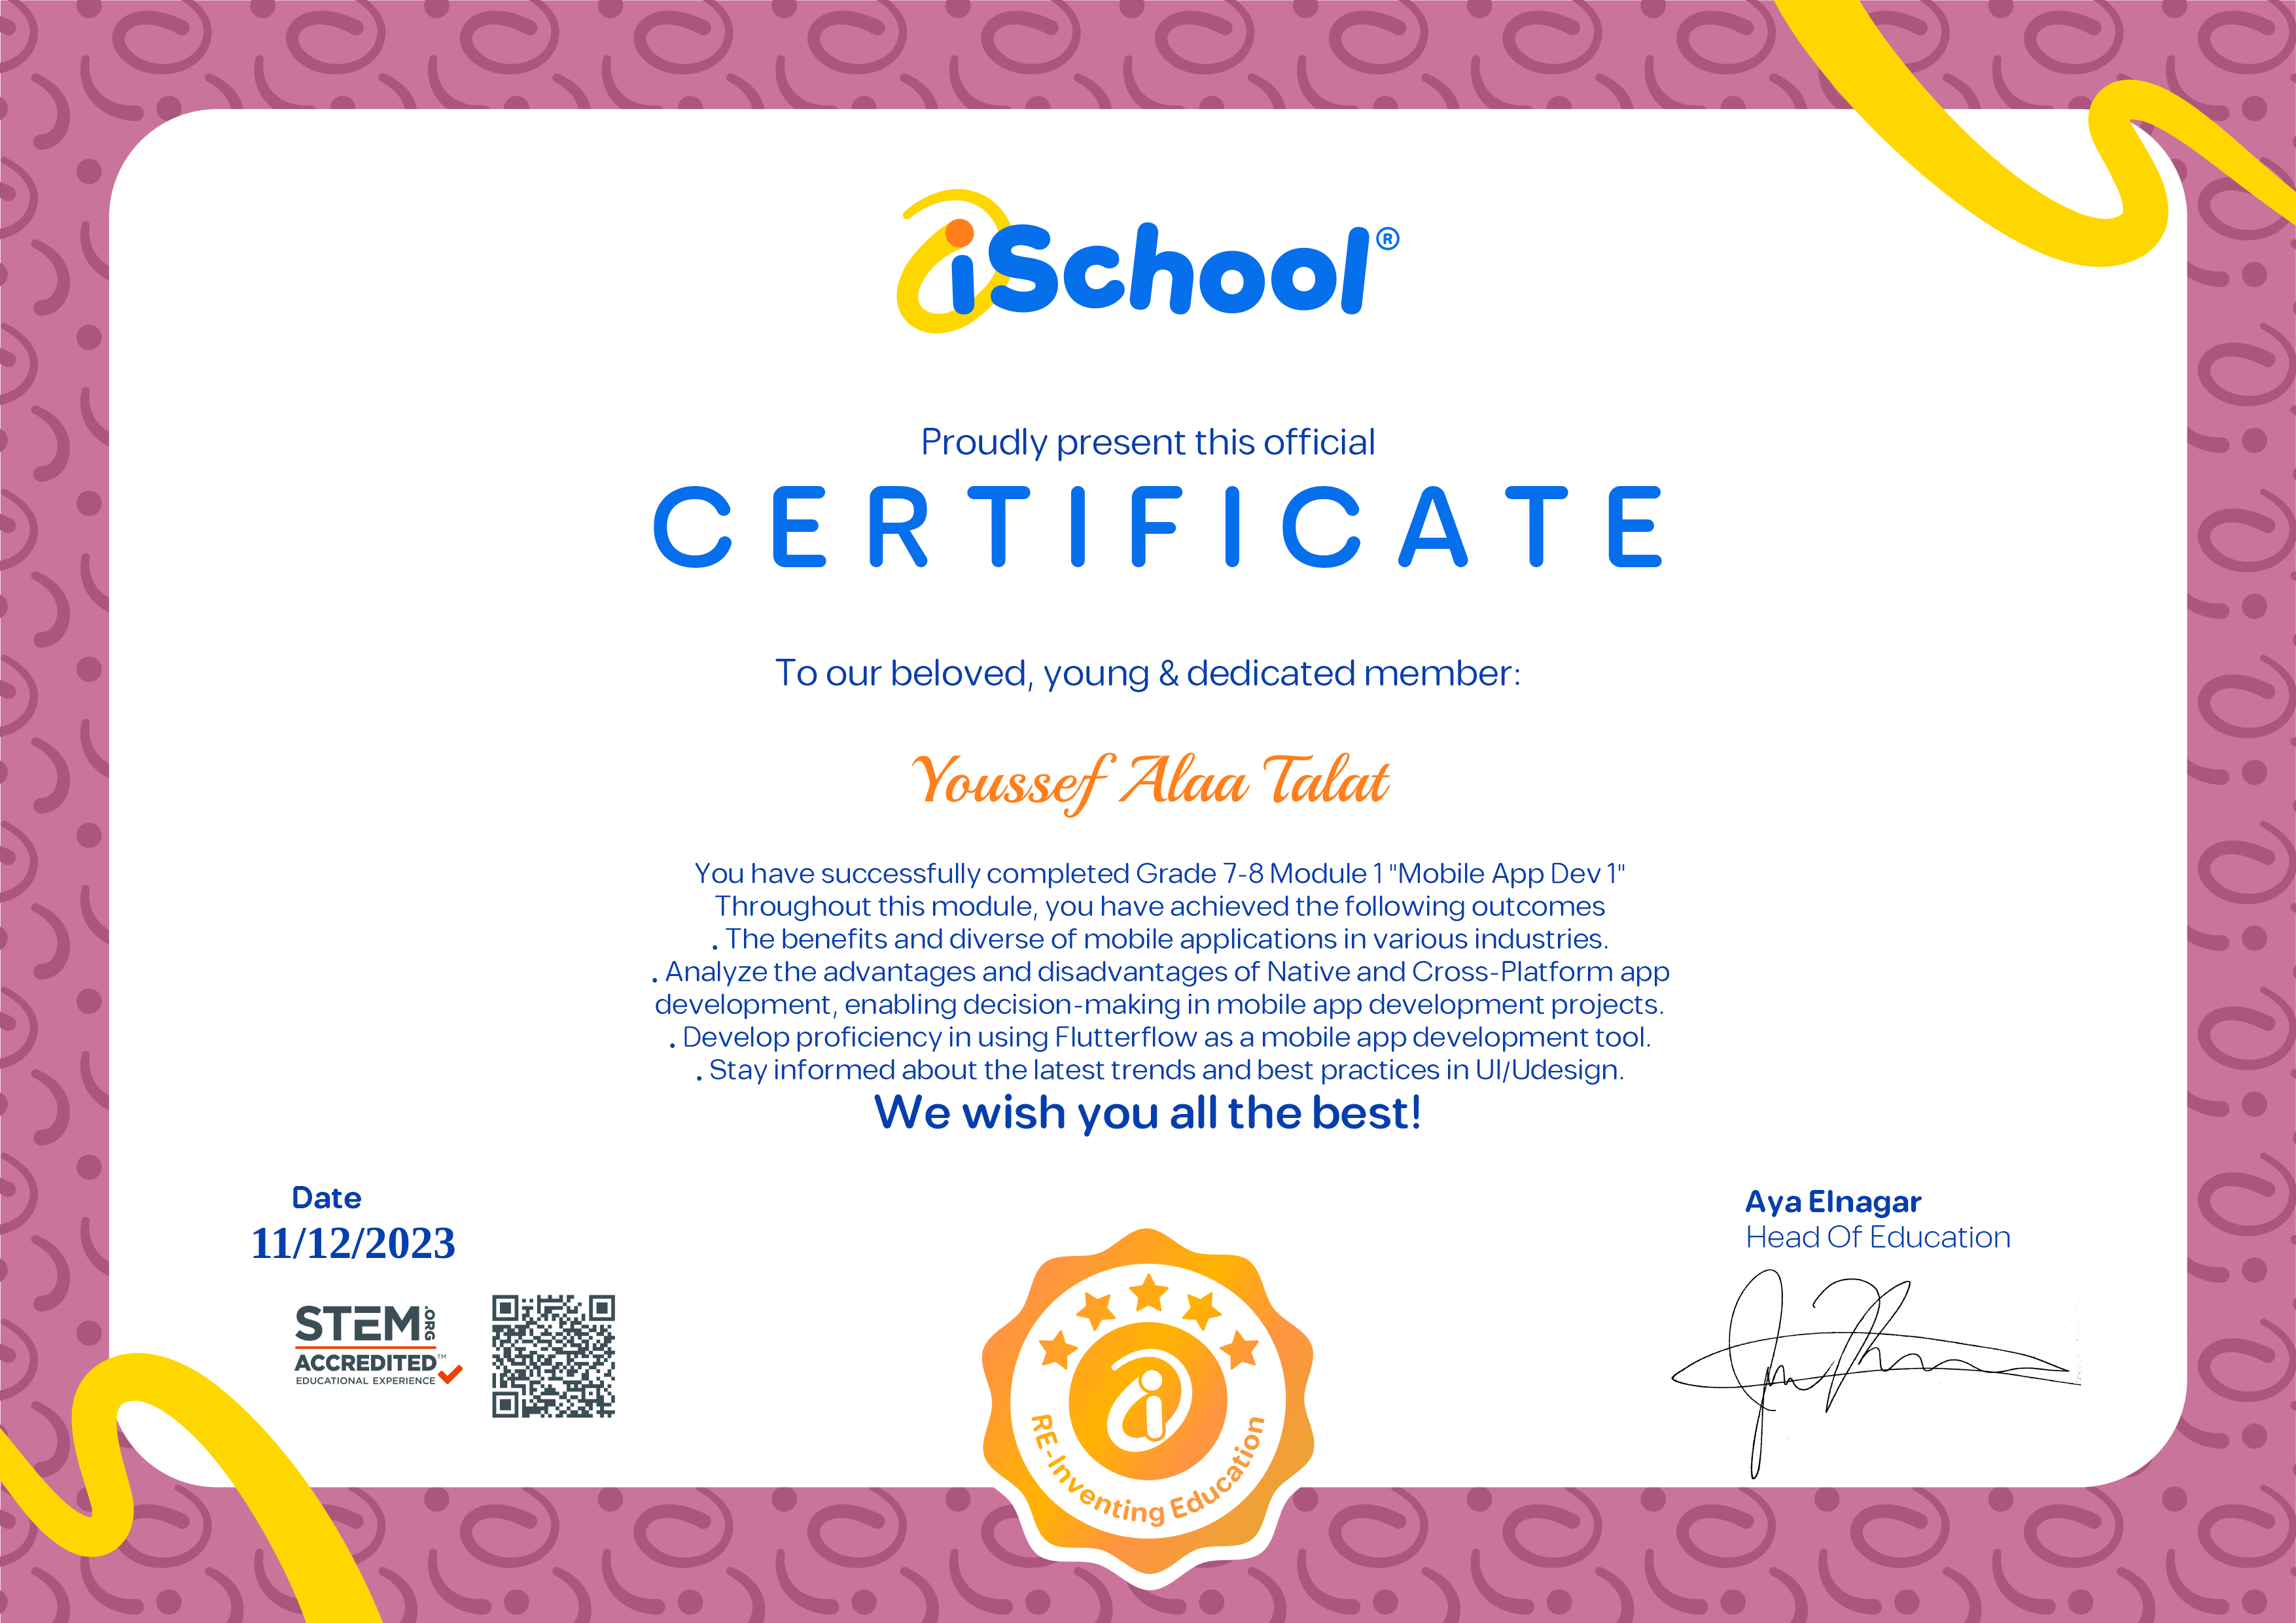 iSchool®
Proudly present this official
CERTIFICATE
To our beloved, young & dedicated member:
Youssef Alaa Talat
You have successfully completed Grade 7-8 Module 1 "Mobile App Dev 1"
Throughout this module, you have achieved the following outcomes
. The benefits and diverse of mobile applications in various industries.
. Analyze the advantages and disadvantages of Native and Cross-Platform app
development, enabling decision-making in mobile app development projects.
. Develop proficiency in using Flutterflow as a mobile app development tool.
. Stay informed about the latest trends and best practices in UI/Udesign.
We wish you all the best!
Date
11/12/2023
STEM.ORG
ACCREDITED™
EDUCATIONAL EXPERIENCE
RE-Inventing Education
Aya Elnagar
Head Of Education